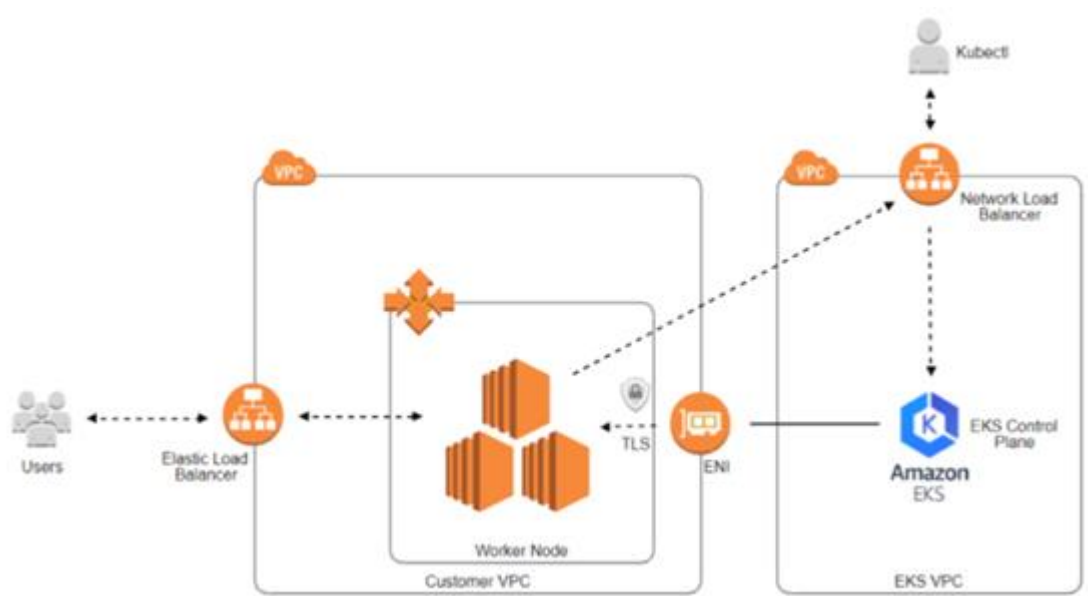 Kubectl
VPC
VPC
Network Load
Balancer
Users
Elastic Load
Balancer
TLS
ENI
K
EKS Control
Plane
Amazon
EKS
Worker Node
Customer VPC
EKS VPC